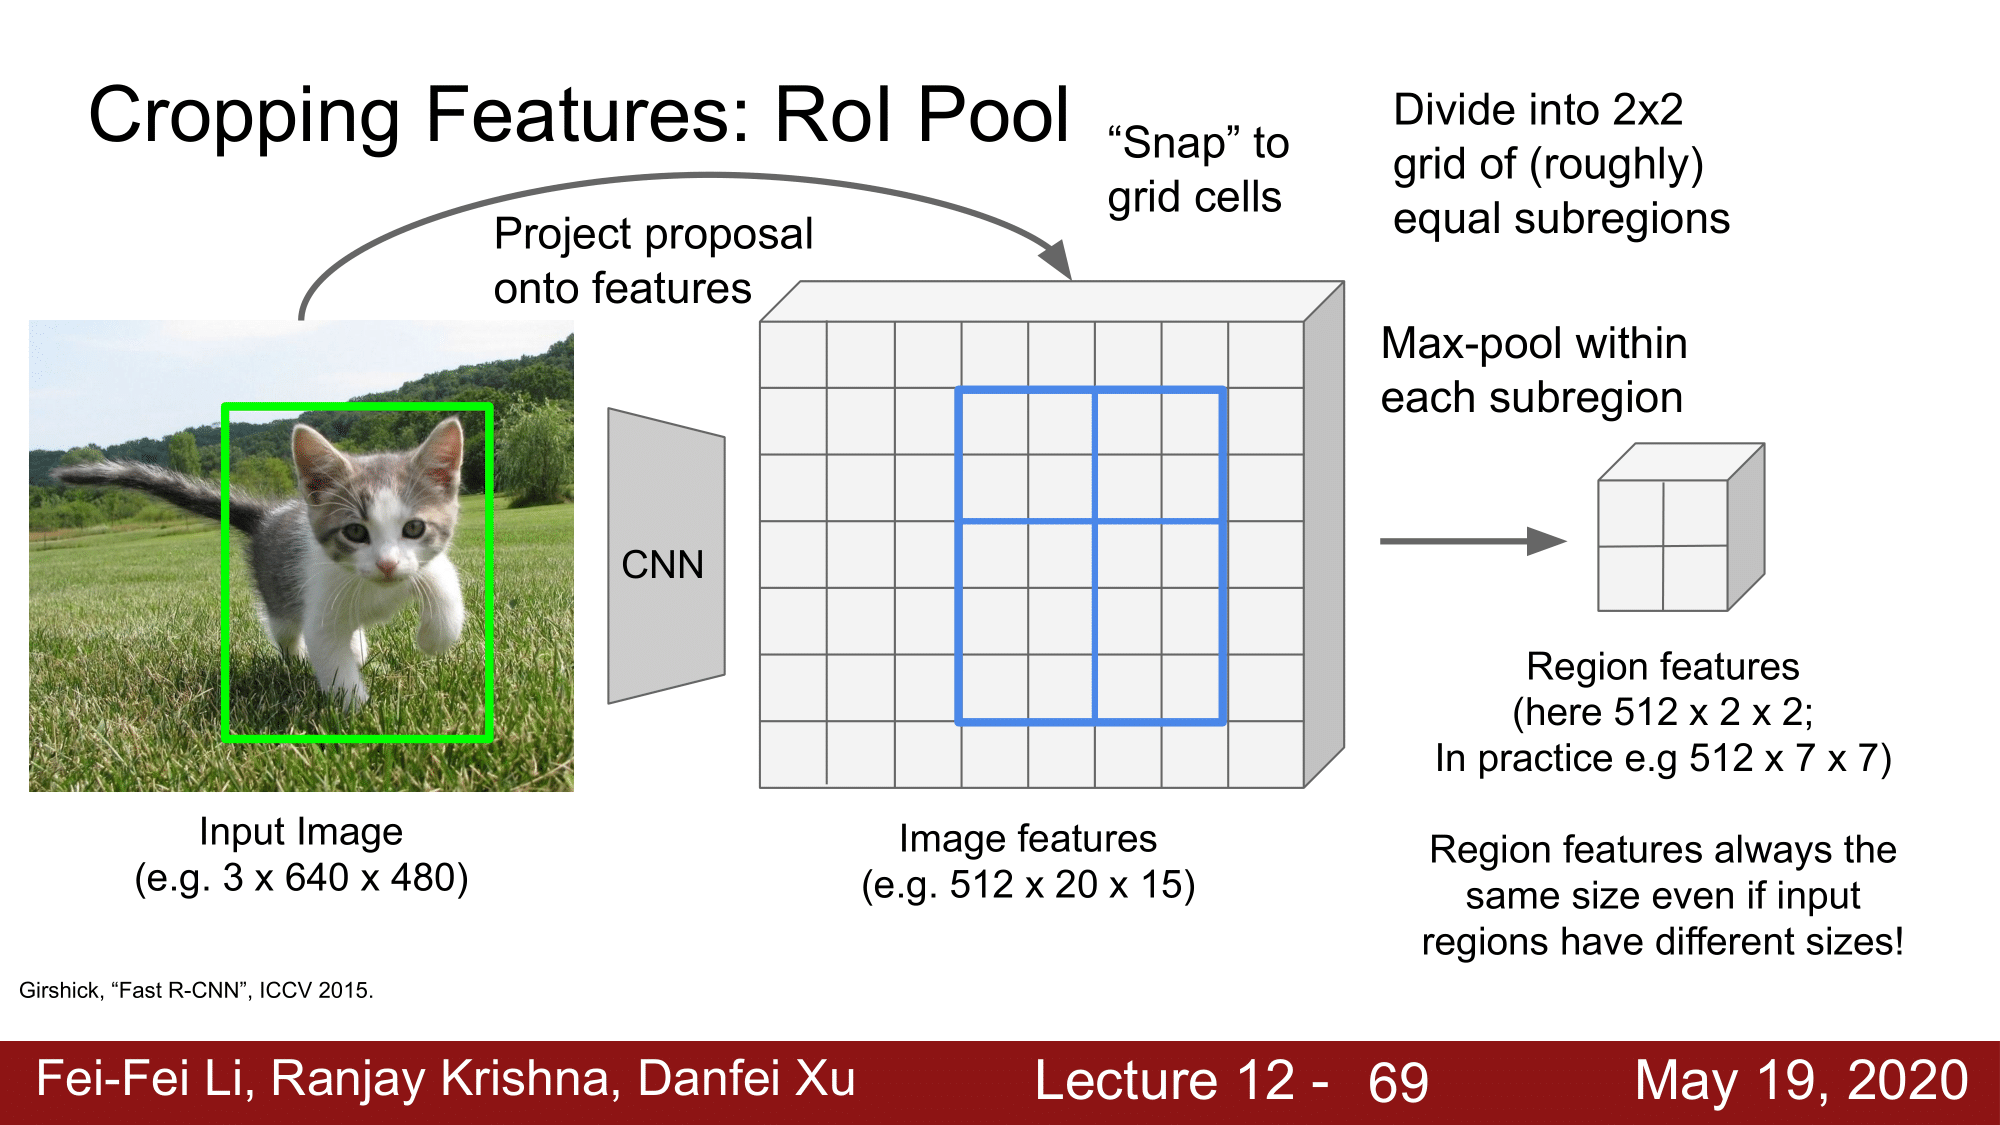 Cropping Features: RoI Pool
“Snap” to
grid cells
Divide into 2x2
grid of (roughly)
equal subregions
Project proposal
onto features
Max-pool within
each subregion
CNN
Input Image
(e.g. 3 x 640 x 480)
Image features
(e.g. 512 x 20 x 15)
Region features
(here 512 x 2 x 2;
In practice e.g 512 x 7 x 7)
Region features always the
same size even if input
regions have different sizes!
Girshick, “Fast R-CNN”, ICCV 2015.
Fei-Fei Li, Ranjay Krishna, Danfei Xu
Lecture 12 - 69
May 19, 2020